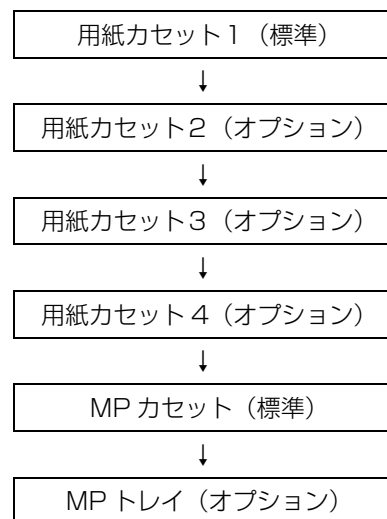 用紙カセット1（標準）
↓
用紙カセット2（オプション）
↓
用紙カセット3（オプション）
↓
用紙カセット4（オプション）
↓
MP カセット（標準）
↓
MP トレイ（オプション）